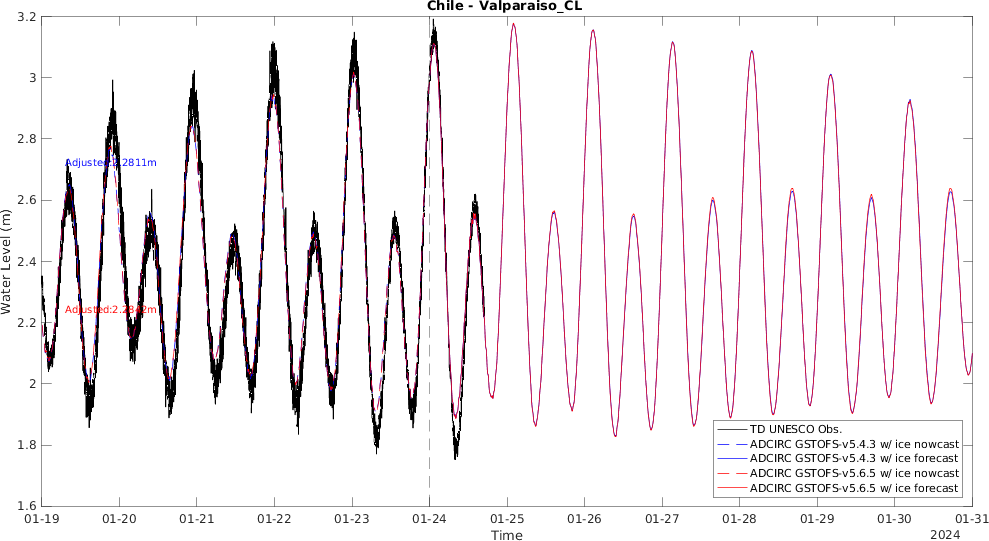 Chile - Valparaiso_CL
Water Level (m)
3.2
3
2.8
2.6
2.4
2.2
2
1.8
1.6
Adjusted:2.2811m
Adjusted:2.2842m
TD UNESCO Obs.
ADCIRC GSTOFS-v5.4.3 w/ ice nowcast
ADCIRC GSTOFS-v5.4.3 w/ ice forecast
ADCIRC GSTOFS-v5.6.5 w/ ice nowcast
ADCIRC GSTOFS-v5.6.5 w/ ice forecast
01-19 01-20 01-21 01-22 01-23 01-24 01-25 01-26 01-27 01-28 01-29 01-30 01-31
Time
2024